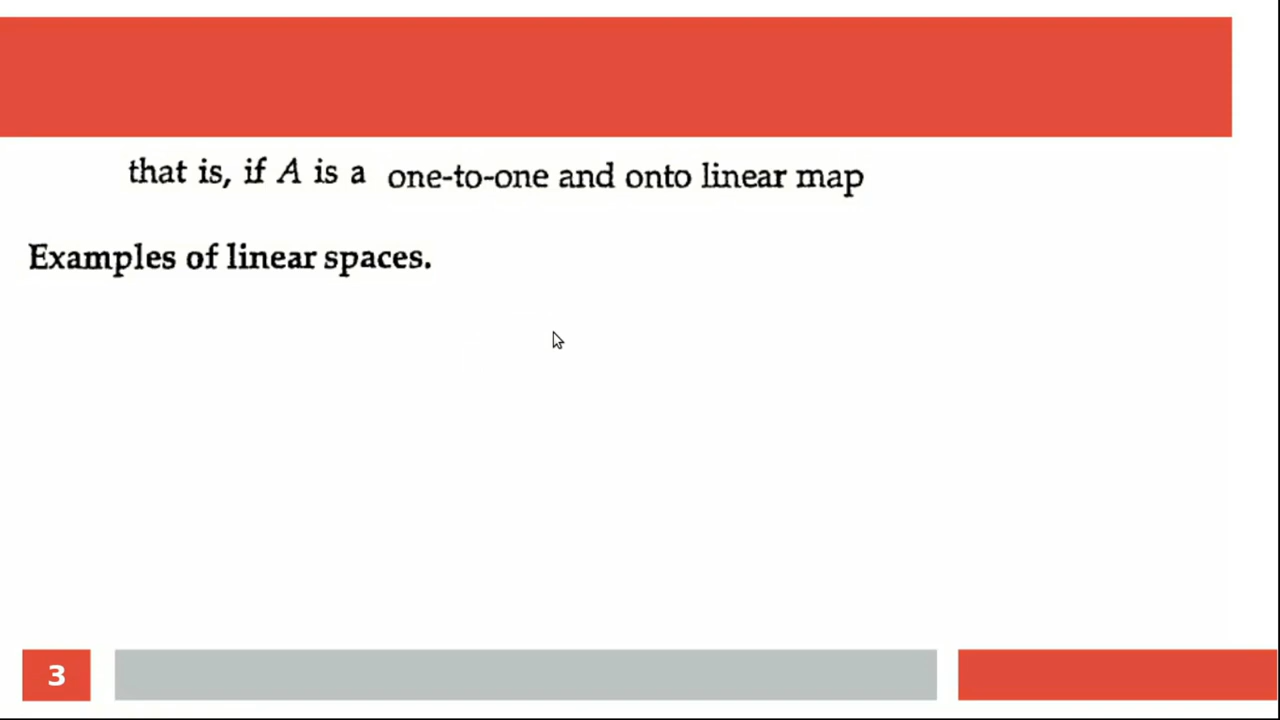 that is, if A is a one-to-one and onto linear map
Examples of linear spaces.
3